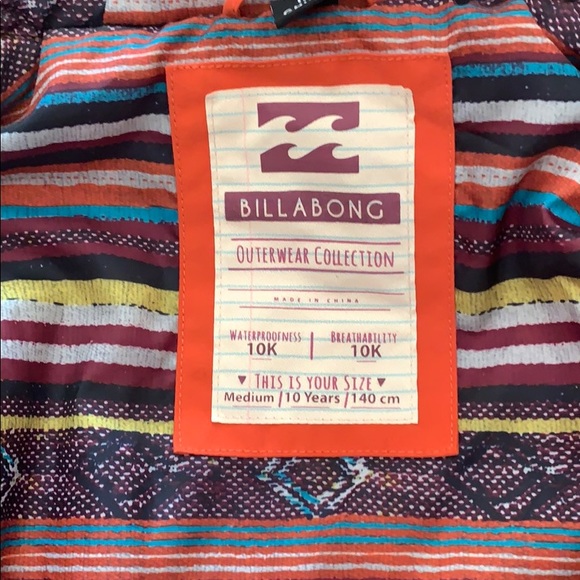 BILLABONG
OUTERWEAR COLLECTION
MADE IN CHINA
WATERPROOFNESS | BREATHABILITY
10K 10K
▼ THIS IS YOUR SIZE ▼
Medium / 10 Years / 140 cm